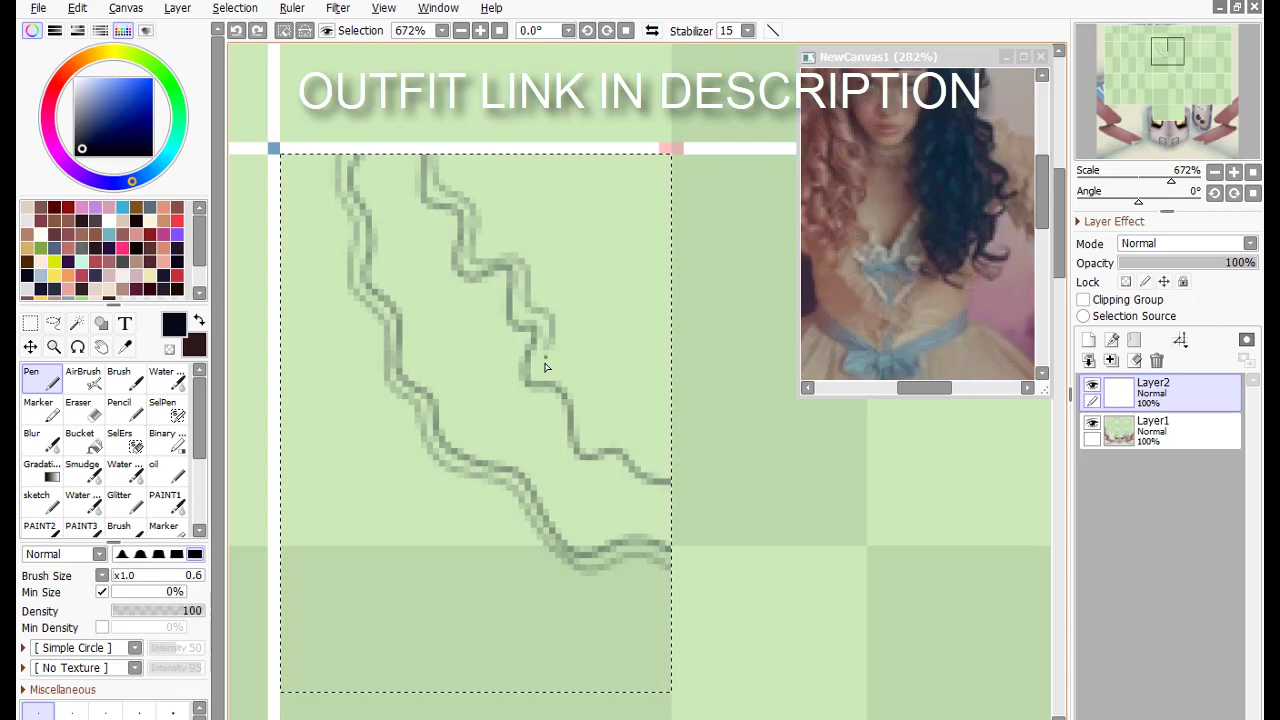 File Edit Canvas Layer Selection Ruler Filter View Window Help
Selection 672% 0.0° Stabilizer 15
NewCanvas1 (282%)
OUTFIT LINK IN DESCRIPTION
Scale 672%
Angle 0°
Layer Effect
Mode Normal
Opacity 100%
Lock
Clipping Group
Selection Source
Layer2
Normal
100%
Layer1
Normal
100%
T
Pen AirBrush Brush Water ...
Marker Eraser Pencil SelPen
Blur Bucket SelErs Binary ...
Gradati... Smudge Water ... oil
sketch Water ... Glitter PAINT1
PAINT2 PAINT3 Brush Marker
Normal
Brush Size x1.0 0.6
Min Size 0%
Density 100
Min Density 0%
[ Simple Circle ] Intensity 50
[ No Texture ] Intensity 95
Miscellaneous